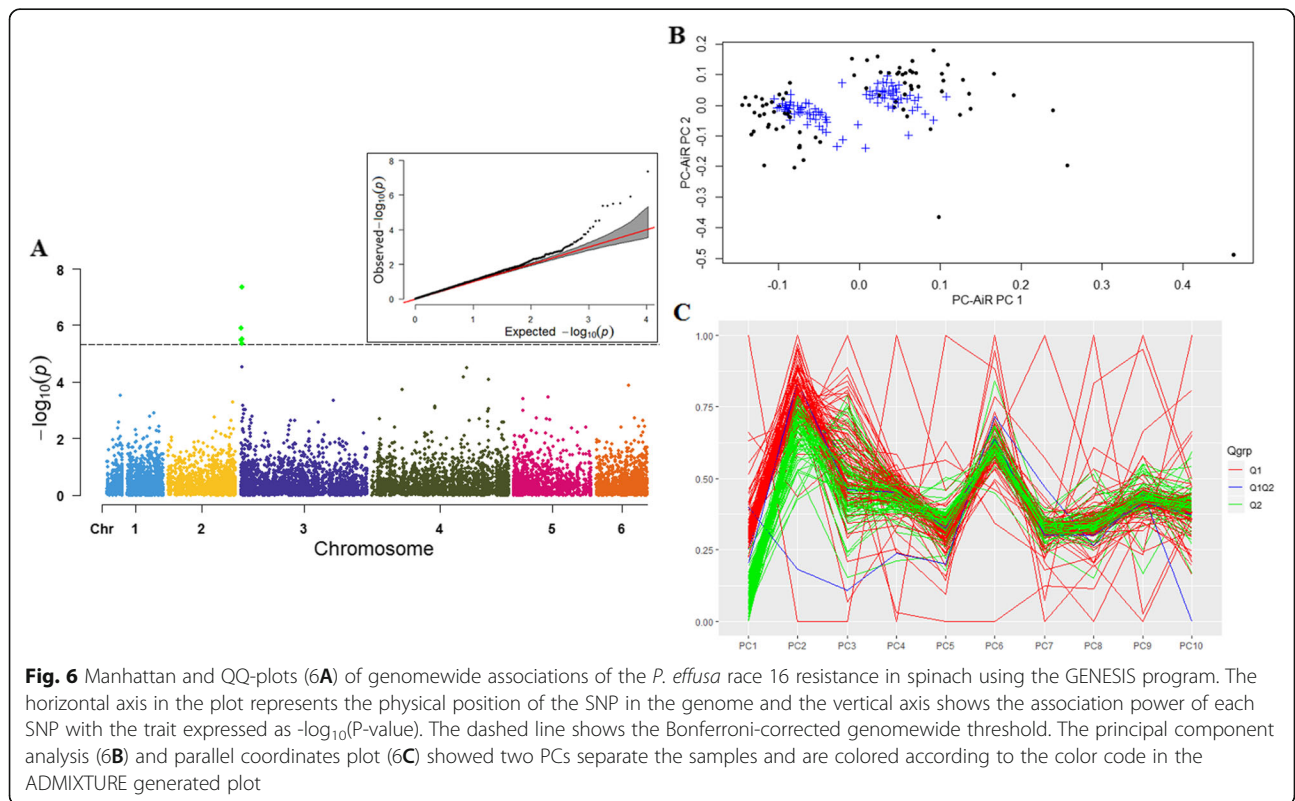 A
8
6
4
2
0
−log10(p)
Chr 1 2 3 4 5 6
Chromosome
8
6
4
2
0
Observed −log10(p)
0 1 2 3 4
Expected −log10(p)
B
0.2
0.1
0.0
-0.1
-0.2
-0.3
-0.4
-0.5
PC-AiR PC 2
-0.1 0.0 0.1 0.2 0.3 0.4
PC-AiR PC 1
C
1.00
0.75
0.50
0.25
0.00
PC1 PC2 PC3 PC4 PC5 PC6 PC7 PC8 PC9 PC10
Qgrp
Q1
Q1Q2
Q2
Fig. 6 Manhattan and QQ-plots (6A) of genomewide associations of the P. effusa race 16 resistance in spinach using the GENESIS program. The
horizontal axis in the plot represents the physical position of the SNP in the genome and the vertical axis shows the association power of each
SNP with the trait expressed as -log10(P-value). The dashed line shows the Bonferroni-corrected genomewide threshold. The principal component
analysis (6B) and parallel coordinates plot (6C) showed two PCs separate the samples and are colored according to the color code in the
ADMIXTURE generated plot